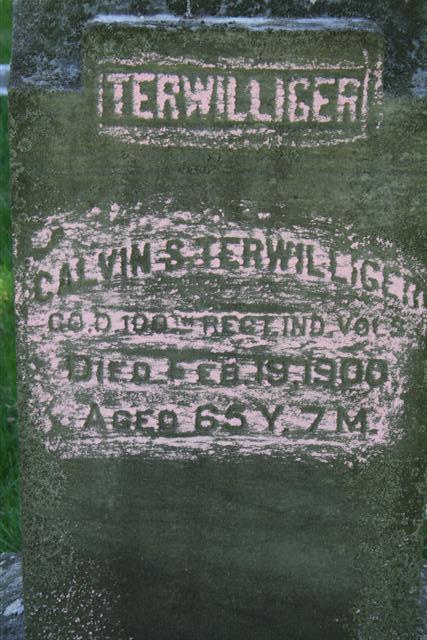 TERWILLIGER
CALVIN S. TERWILLIGER
CO. D 100TH REGT. IND. VOLS.
DIED FEB. 19, 1900
AGED 65 Y. 7 M.